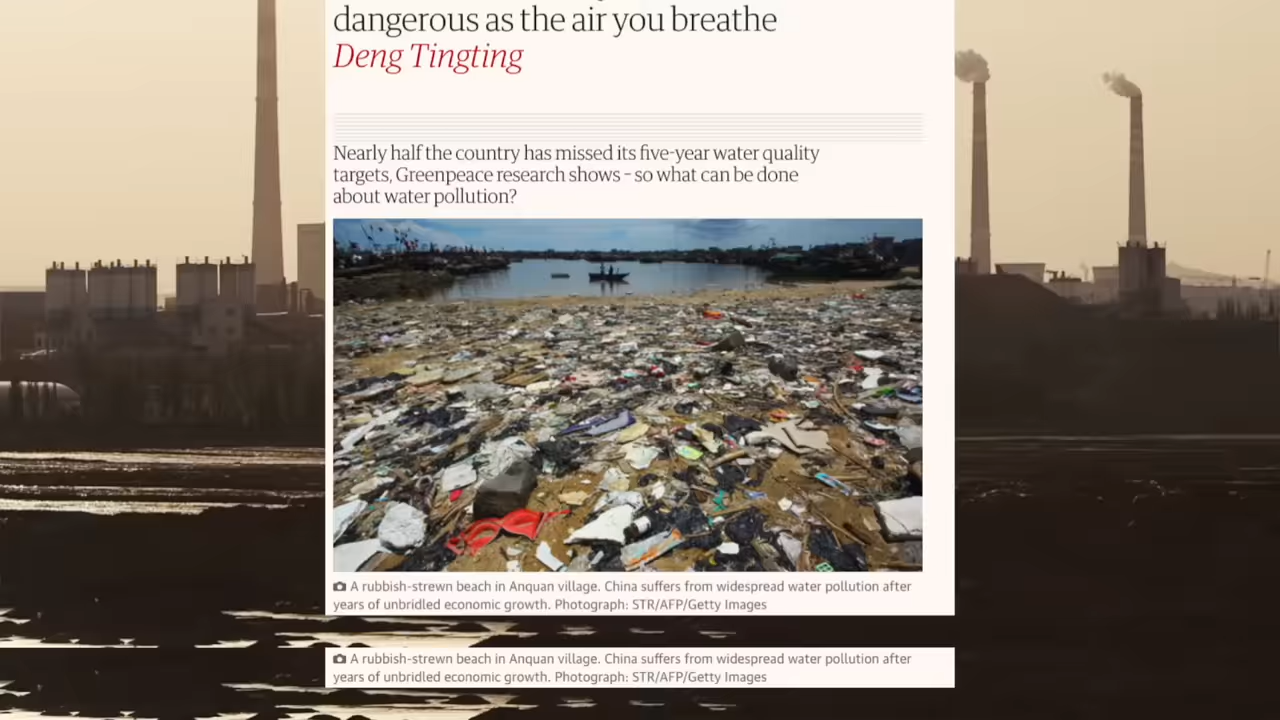 dangerous as the air you breathe
Deng Tingting
Nearly half the country has missed its five-year water quality
targets, Greenpeace research shows – so what can be done
about water pollution?
A rubbish-strewn beach in Anquan village. China suffers from widespread water pollution after
years of unbridled economic growth. Photograph: STR/AFP/Getty Images
A rubbish-strewn beach in Anquan village. China suffers from widespread water pollution after
years of unbridled economic growth. Photograph: STR/AFP/Getty Images